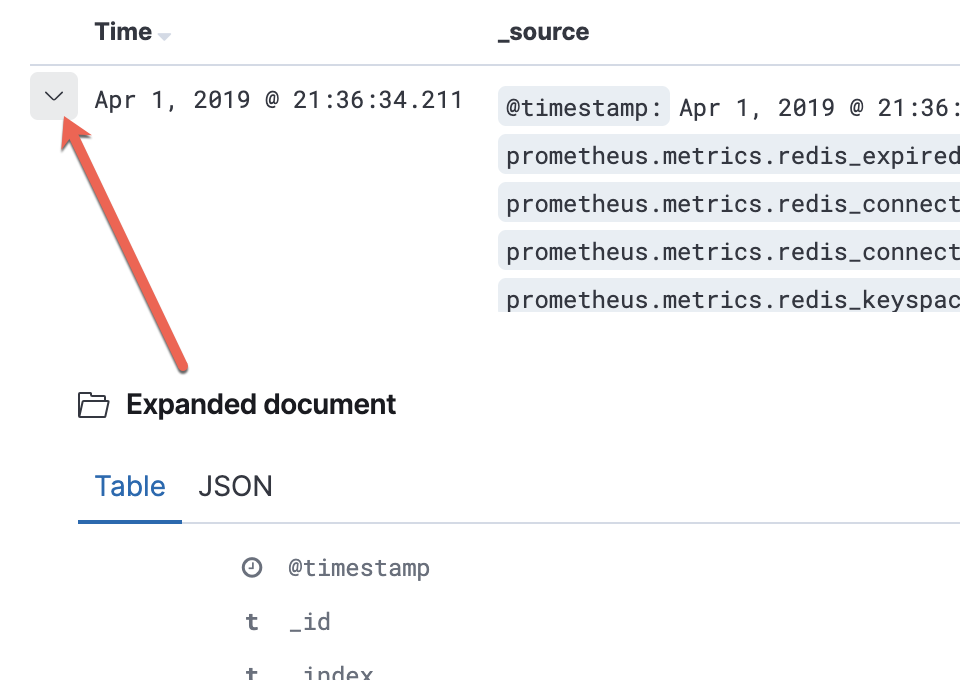 Time _source
Apr 1, 2019 @ 21:36:34.211 @timestamp: Apr 1, 2019 @ 21:36:
prometheus.metrics.redis_expired
prometheus.metrics.redis_connect
prometheus.metrics.redis_connect
prometheus.metrics.redis_keyspac
Expanded document
Table JSON
@timestamp
t _id
t _index